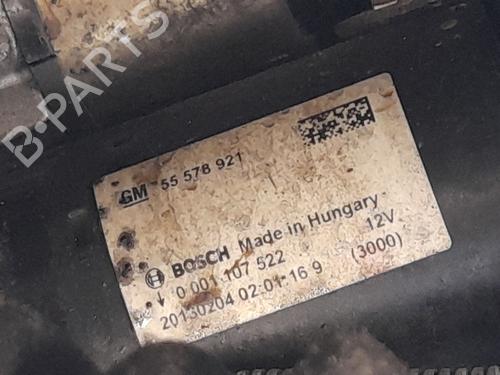 B-PARTS
GM 55 578 921
BOSCH Made in Hungary
0 001 107 522 12V
20130204 02-01-16 9 (3000)